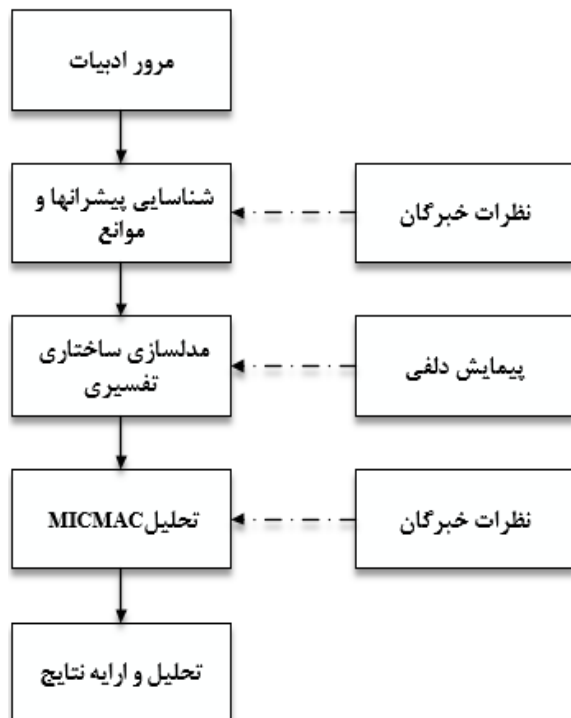 مرور ادبیات
شناسایی پیشرانها و
موانع
نظرات خبرگان
مدلسازی ساختاری
تفسیری
پیمایش دلفی
تحلیلMICMAC
نظرات خبرگان
تحلیل و ارایه نتایج